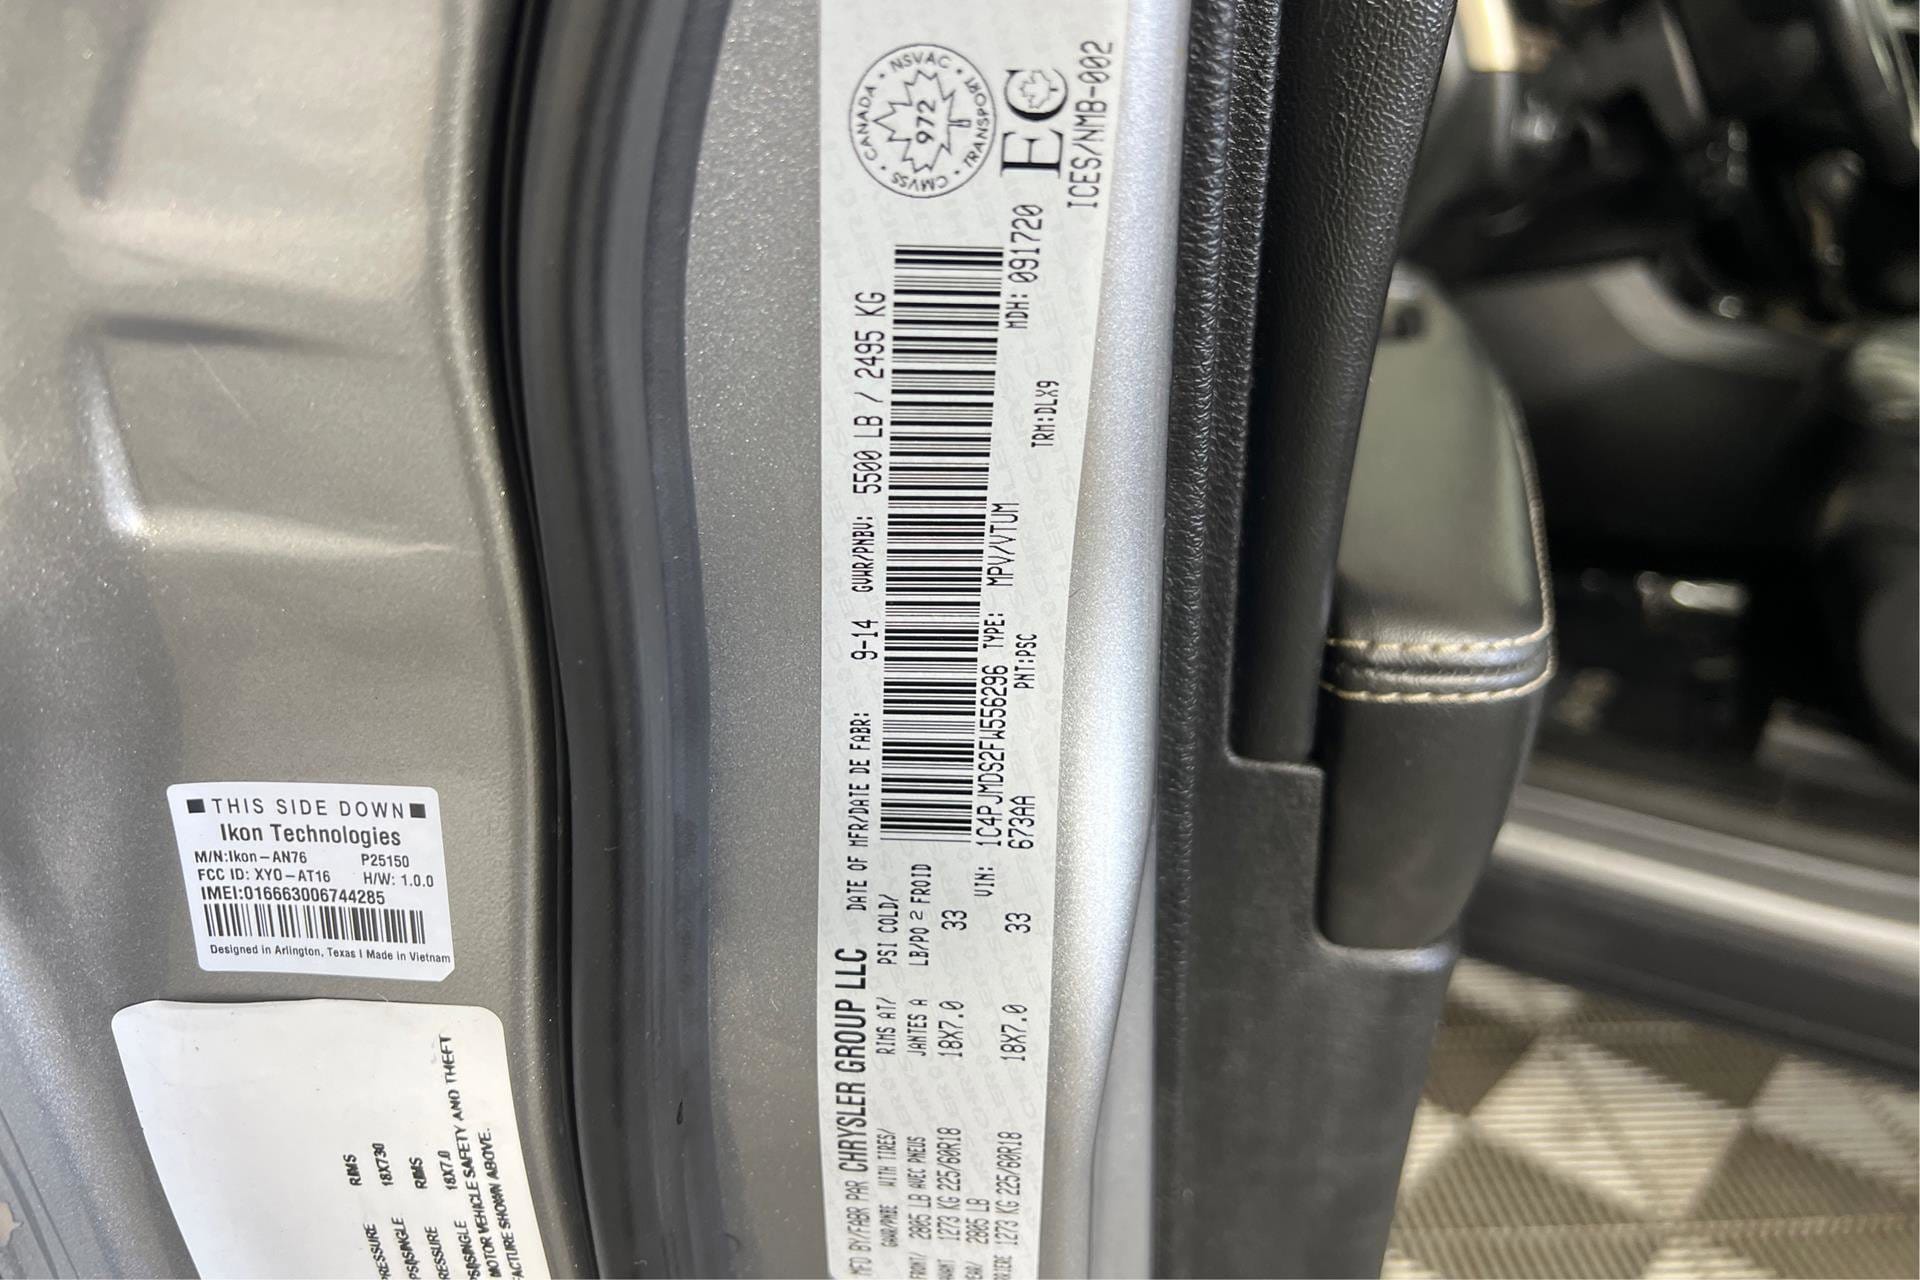 MFD BY/FABR PAR CHRYSLER GROUP LLC DATE OF MFR/DATE DE FABR: 9-14 GVWR/PNBV: 5500 LB / 2495 KG
GAWR/PNBE WITH TIRES/ RIMS AT/ PSI COLD/
FRONT/ 2805 LB AVEC PNEUS JANTES A LB/PO 2 FROID
1273 KG 225/60R18 18X7.0 33
2805 LB VIN: 1C4PJMDS2FW556296 TYPE: MPV/VTUM MDH: 091720
1273 KG 225/60R18 18X7.0 33 673AA PNT:PSC TRM:DLX9
CANADA • NSVAC • TRANSPORT • CMVSS •
972
EC
ICES/NMB-002
THIS SIDE DOWN
Ikon Technologies
M/N:Ikon-AN76 P25150
FCC ID: XYO-AT16 H/W: 1.0.0
IMEI:016663006744285
Designed in Arlington, Texas I Made in Vietnam
RIMS
18X730
RIMS
18X7.0
MOTOR VEHICLE SAFETY AND THEFT
SHOWN ABOVE.